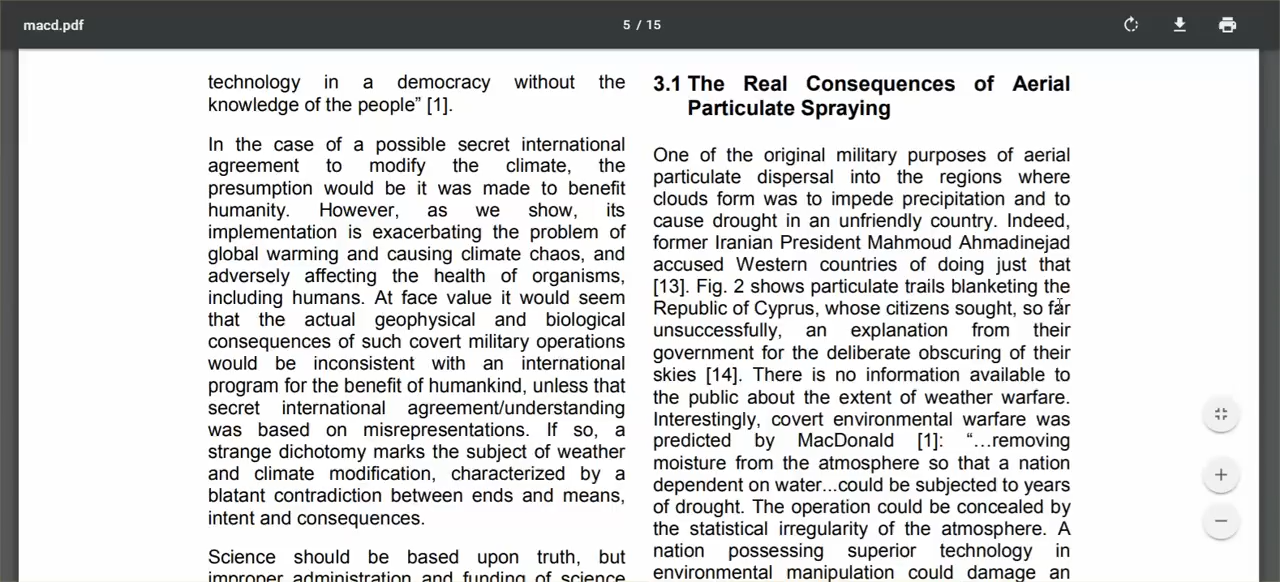 macd.pdf
5 / 15
technology in a democracy without the
knowledge of the people” [1].
In the case of a possible secret international
agreement to modify the climate, the
presumption would be it was made to benefit
humanity. However, as we show, its
implementation is exacerbating the problem of
global warming and causing climate chaos, and
adversely affecting the health of organisms,
including humans. At face value it would seem
that the actual geophysical and biological
consequences of such covert military operations
would be inconsistent with an international
program for the benefit of humankind, unless that
secret international agreement/understanding
was based on misrepresentations. If so, a
strange dichotomy marks the subject of weather
and climate modification, characterized by a
blatant contradiction between ends and means,
intent and consequences.
Science should be based upon truth, but
improper administration and funding of science
3.1 The Real Consequences of Aerial
Particulate Spraying
One of the original military purposes of aerial
particulate dispersal into the regions where
clouds form was to impede precipitation and to
cause drought in an unfriendly country. Indeed,
former Iranian President Mahmoud Ahmadinejad
accused Western countries of doing just that
[13]. Fig. 2 shows particulate trails blanketing the
Republic of Cyprus, whose citizens sought, so far
unsuccessfully, an explanation from their
government for the deliberate obscuring of their
skies [14]. There is no information available to
the public about the extent of weather warfare.
Interestingly, covert environmental warfare was
predicted by MacDonald [1]: “…removing
moisture from the atmosphere so that a nation
dependent on water...could be subjected to years
of drought. The operation could be concealed by
the statistical irregularity of the atmosphere. A
nation possessing superior technology in
environmental manipulation could damage an